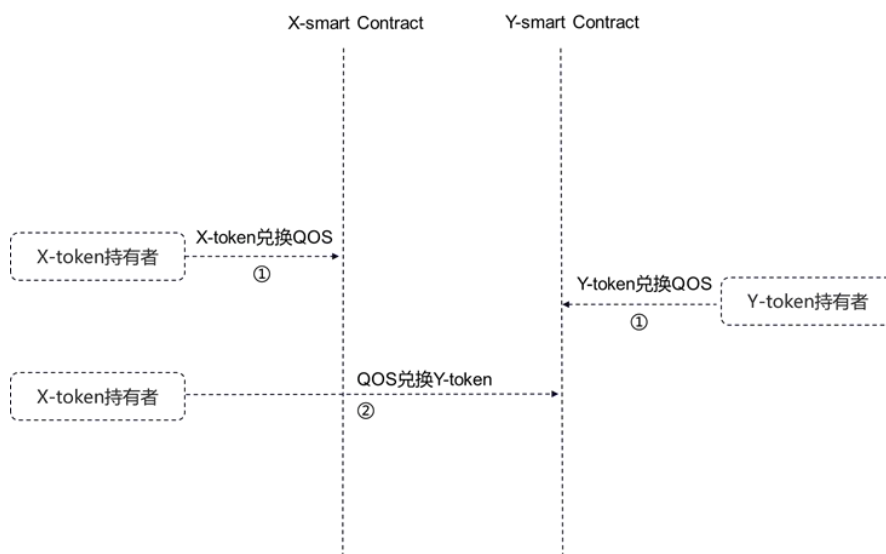 X-smart Contract
Y-smart Contract
X-token兑换QOS
X-token持有者
①
Y-token兑换QOS
Y-token持有者
①
QOS兑换Y-token
X-token持有者
②